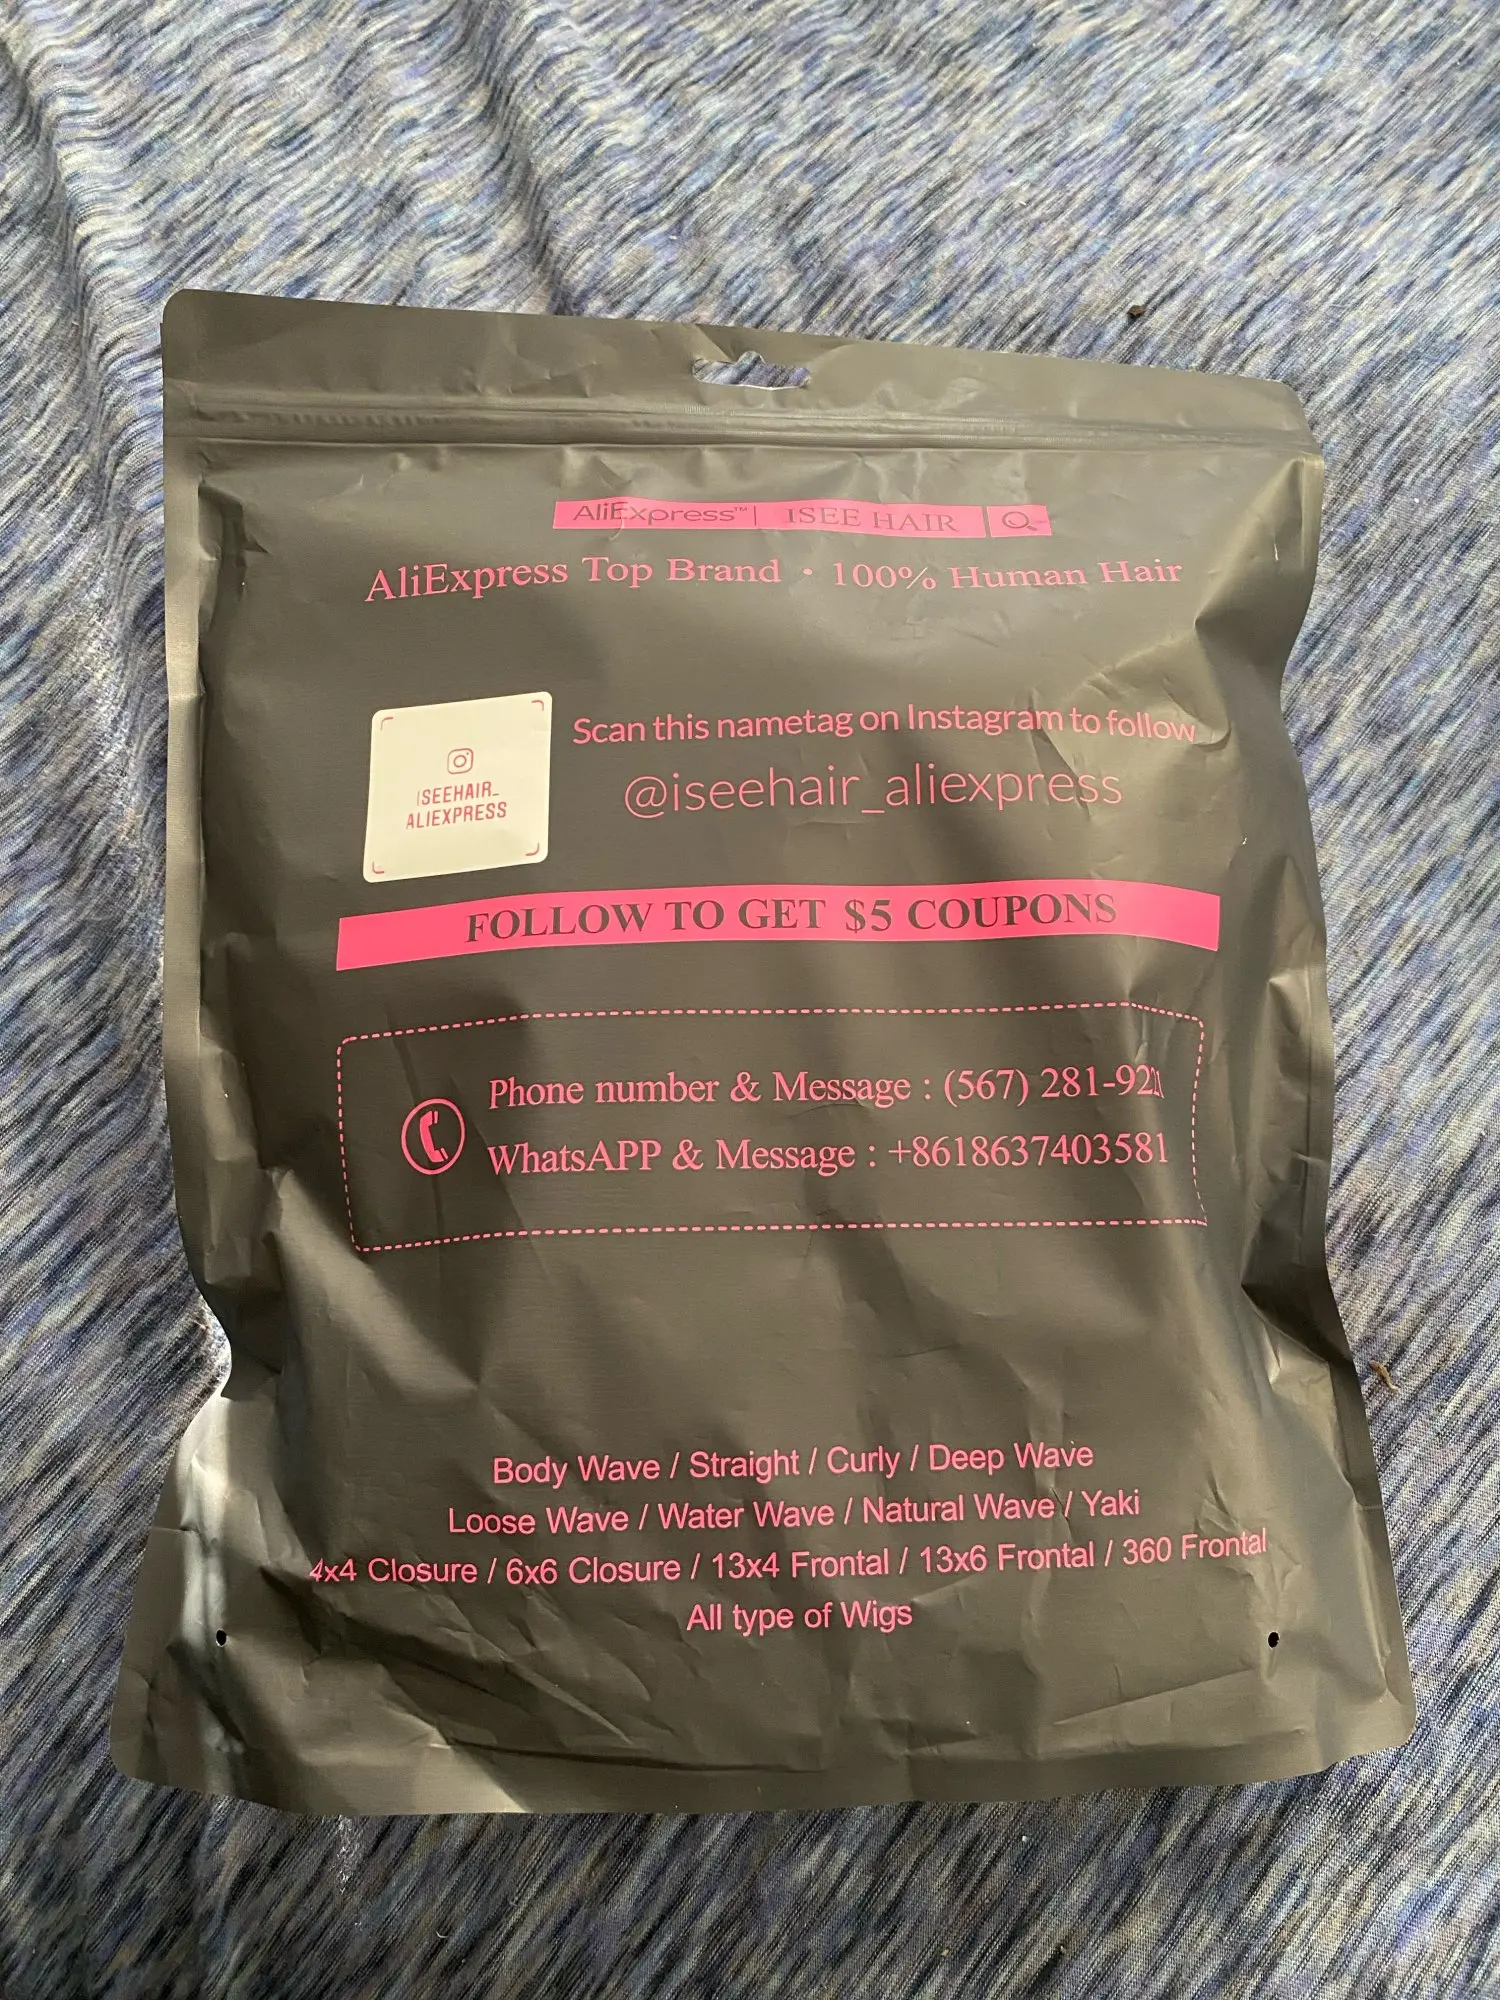 AliExpress™ | ISEE HAIR
AliExpress Top Brand · 100% Human Hair
Scan this nametag on Instagram to follow
@iseehair_aliexpress
ISEEHAIR_
ALIEXPRESS
FOLLOW TO GET $5 COUPONS
Phone number & Message : (567) 281-9221
WhatsAPP & Message : +8618637403581
Body Wave / Straight / Curly / Deep Wave
Loose Wave / Water Wave / Natural Wave / Yaki
4x4 Closure / 6x6 Closure / 13x4 Frontal / 13x6 Frontal / 360 Frontal
All type of Wigs